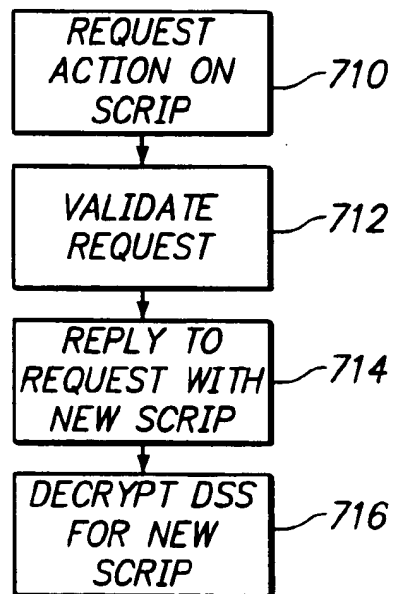 REQUEST
ACTION ON
SCRIP
710
VALIDATE
REQUEST
712
REPLY TO
REQUEST WITH
NEW SCRIP
714
DECRYPT DSS
FOR NEW
SCRIP
716